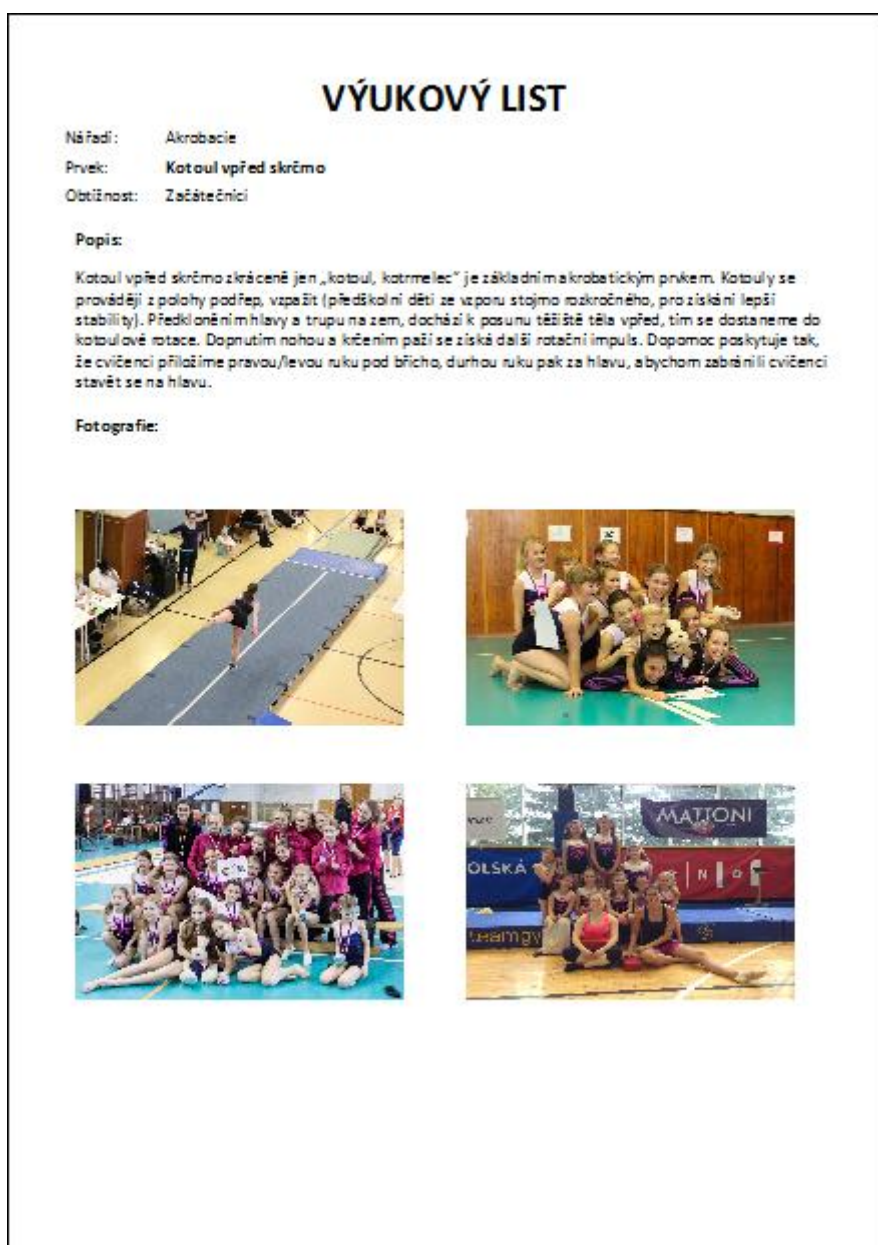 VÝUKOVÝ LIST
Nářadí: Akrobacie
Prvek: Kotoul vpřed skrčmo
Obtížnost: Začátečníci
Popis:
Kotoul vpřed skrčmo zkráceně jen „kotoul, kotrmelec“ je základním akrobatickým prvkem. Kotouly se
provádějí z polohy podřep, vzpažit (předškolní děti ze vzporu stojmo rozkročného, pro získání lepší
stability). Předkloněním hlavy a trupu na zem, dochází k posunu těžiště těla vpřed, tím se dostaneme do
kotoulové rotace. Dopnutím nohou a krčením paží se získá další rotační impuls. Dopomoc poskytuje tak,
že cvičenci přiložíme pravou/levou ruku pod břicho, durhou ruku pak za hlavu, abychom zabránili cvičenci
stavět se na hlavu.
Fotografie:
MATTONI
OLSKÁ
teamgy